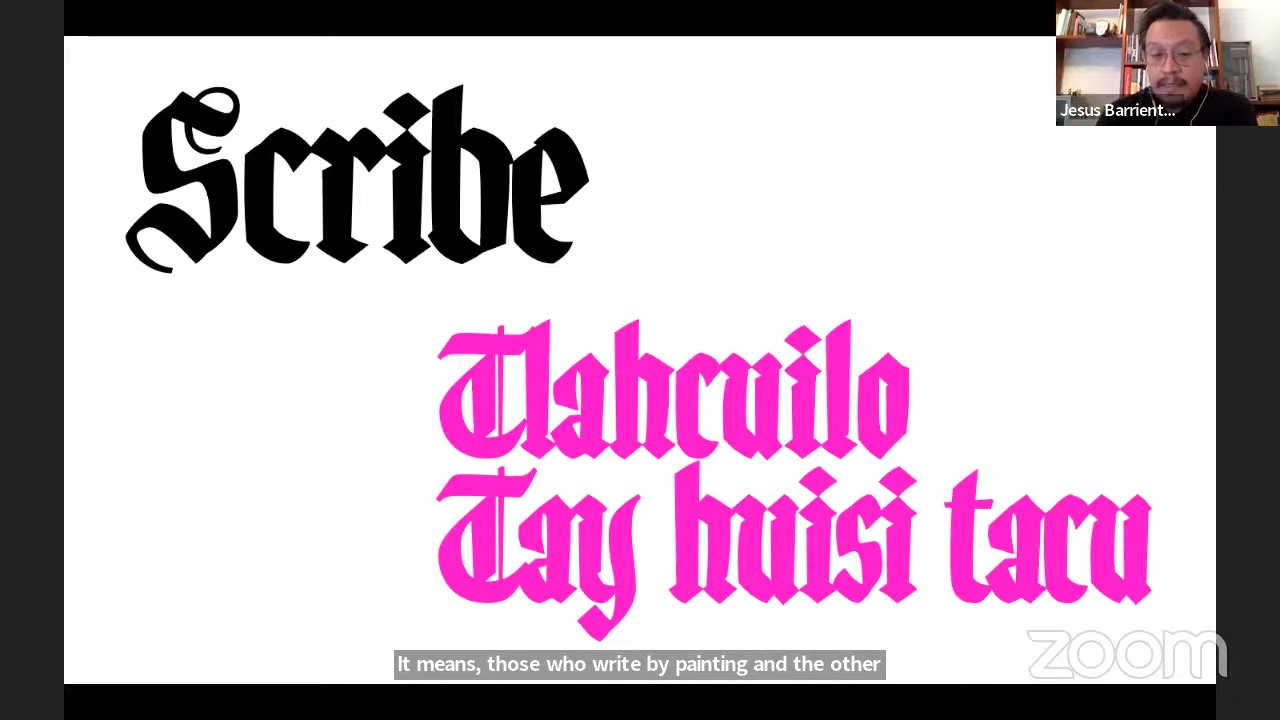 Scribe
Jesus Barrient...
Tlahcuilo
Tay huisi tacu
It means, those who write by painting and the other
zoom